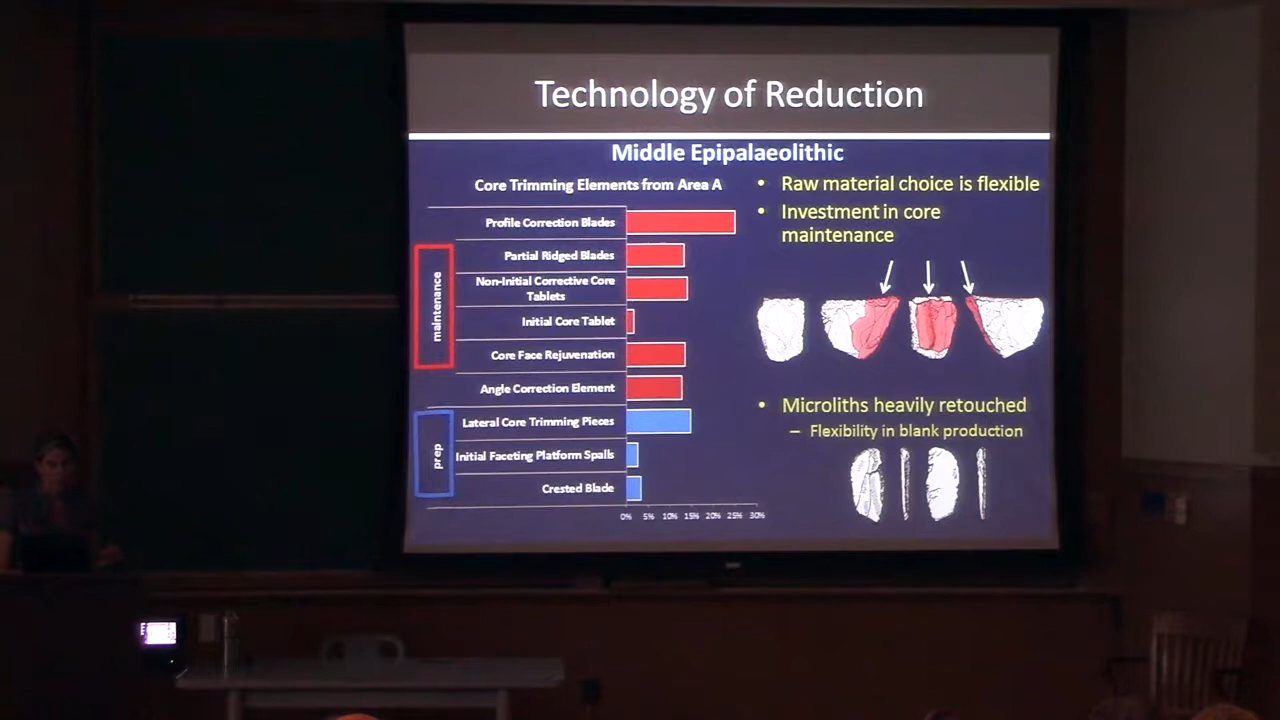 Technology of Reduction
Middle Epipalaeolithic
Core Trimming Elements from Area A
Profile Correction Blades
Partial Ridged Blades
Non-Initial Corrective Core
Tablets
Initial Core Tablet
Core Face Rejuvenation
Angle Correction Element
Lateral Core Trimming Pieces
Initial Faceting Platform Spalls
Crested Blade
maintenance
prep
0% 5% 10% 15% 20% 25% 30%
• Raw material choice is flexible
• Investment in core
maintenance
• Microliths heavily retouched
– Flexibility in blank production